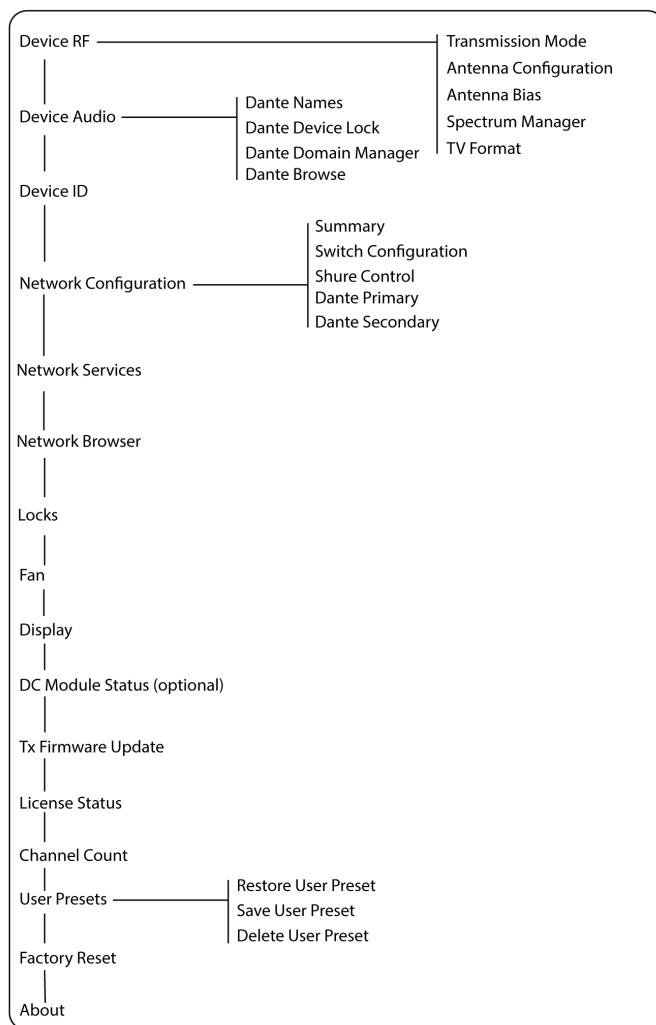 Device RF
Transmission Mode
Antenna Configuration
Antenna Bias
Spectrum Manager
TV Format
Device Audio
Dante Names
Dante Device Lock
Dante Domain Manager
Dante Browse
Device ID
Network Configuration
Summary
Switch Configuration
Shure Control
Dante Primary
Dante Secondary
Network Services
Network Browser
Locks
Fan
Display
DC Module Status (optional)
Tx Firmware Update
License Status
Channel Count
User Presets
Restore User Preset
Save User Preset
Delete User Preset
Factory Reset
About